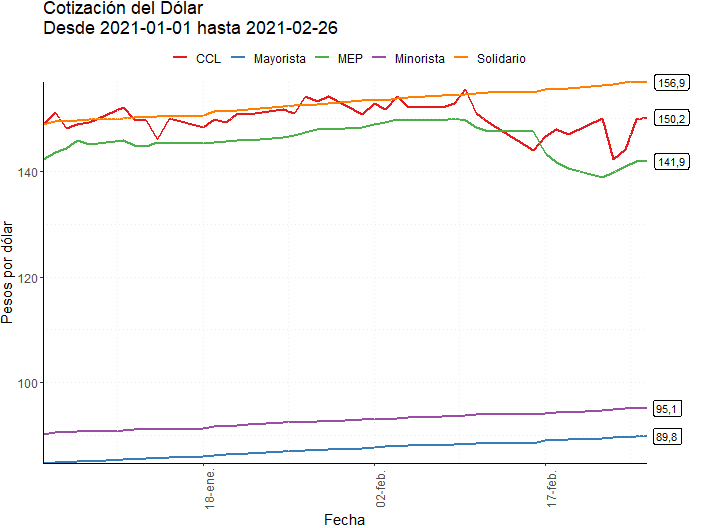 Cotización del Dólar
Desde 2021-01-01 hasta 2021-02-26
CCL Mayorista MEP Minorista Solidario
156,9
150,2
141,9
140
120
100
95,1
89,8
Pesos por dólar
18-ene.
02-feb.
17-feb.
Fecha